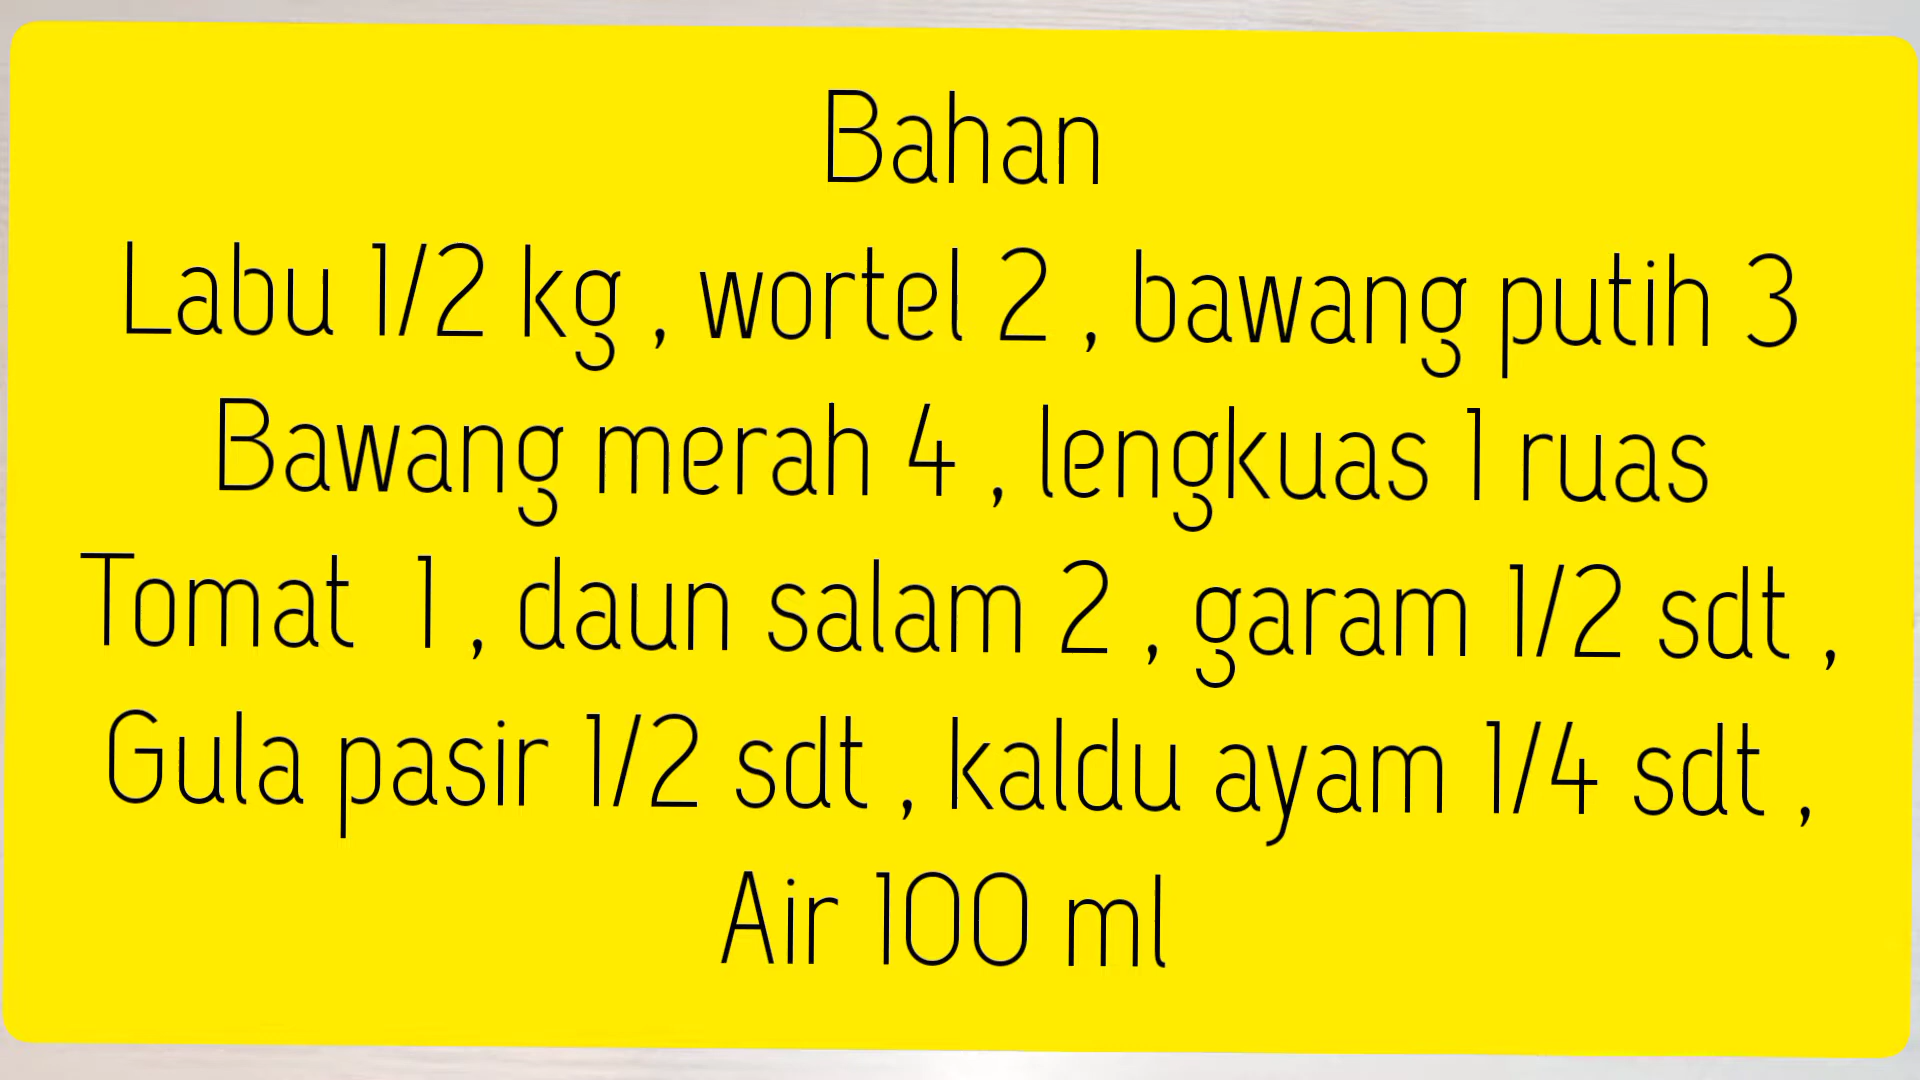 Bahan
Labu 1/2 kg , wortel 2 , bawang putih 3
Bawang merah 4 , lengkuas 1 ruas
Tomat  1 , daun salam 2 , garam 1/2 sdt ,
Gula pasir 1/2 sdt , kaldu ayam 1/4 sdt ,
Air 100 ml